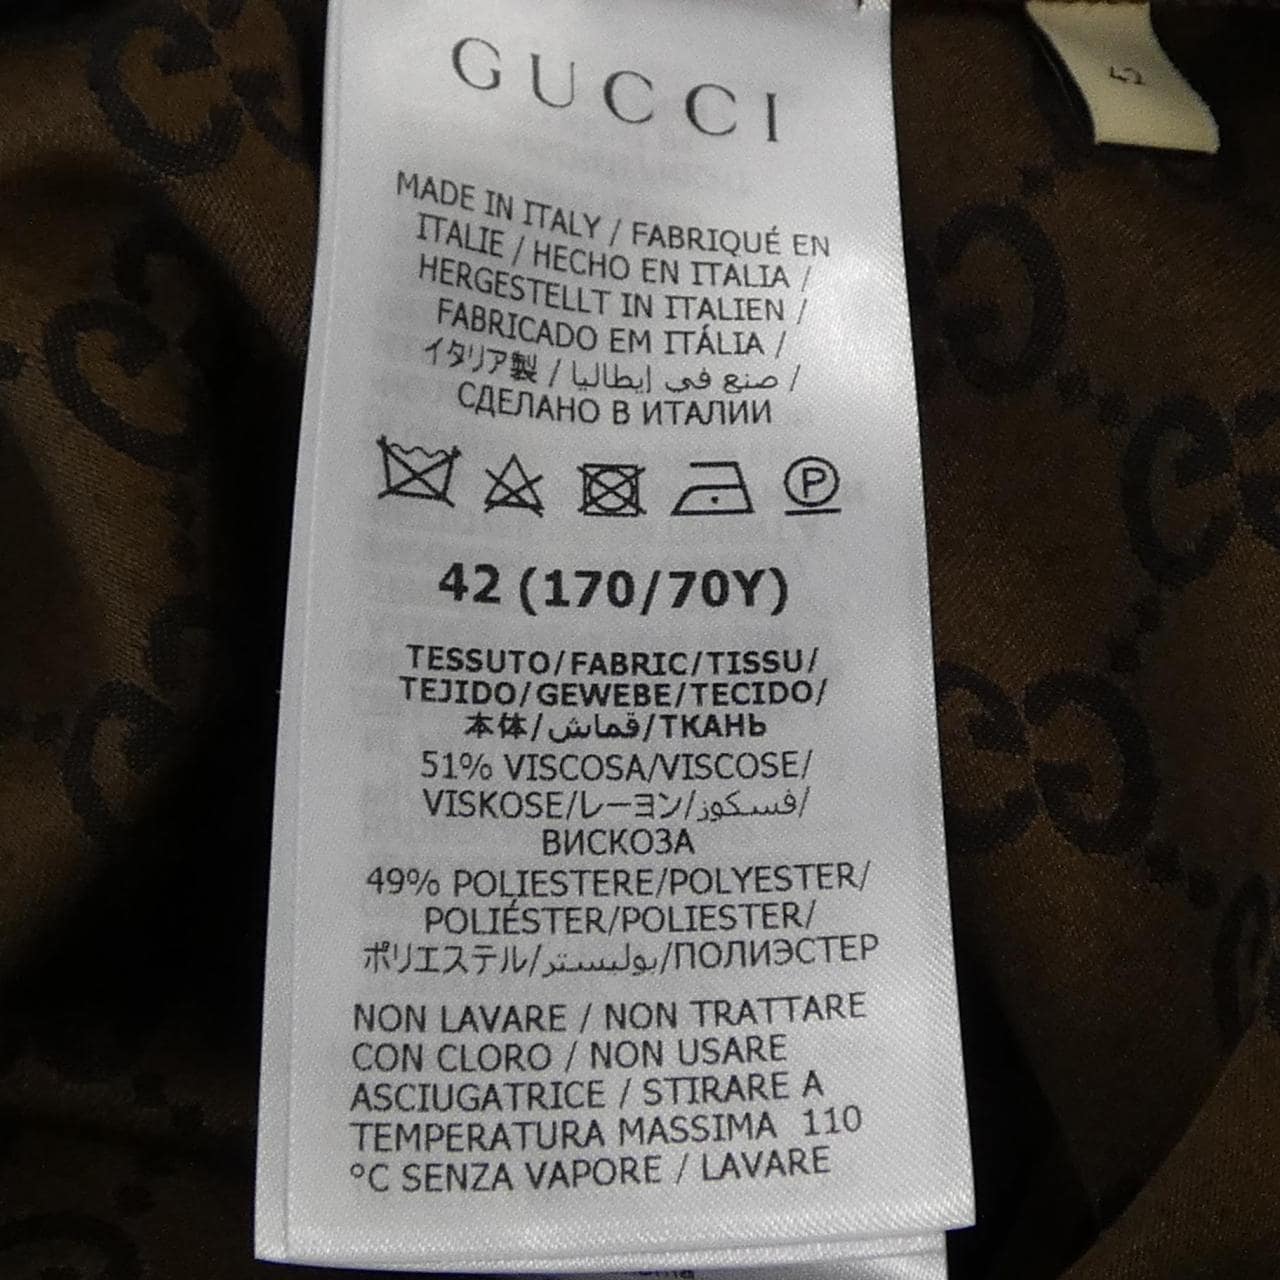 GUCCI
42
MADE IN ITALY / FABRIQUÉ EN
ITALIE / HECHO EN ITALIA /
HERGESTELLT IN ITALIEN /
FABRICADO EM ITÁLIA /
イタリア製 / صنع في إيطاليا /
СДЕЛАНО В ИТАЛИИ
P
42 (170/70Y)
TESSUTO/FABRIC/TISSU/
TEJIDO/GEWEBE/TECIDO/
本体/قماش/ТКАНЬ
51% VISCOSA/VISCOSE/
VISKOSE/レーヨン/فسكوز/
ВИСКОЗА
49% POLIESTERE/POLYESTER/
POLIÉSTER/POLIESTER/
ポリエステル/بوليستر/ПОЛИЭСТЕР
NON LAVARE / NON TRATTARE
CON CLORO / NON USARE
ASCIUGATRICE / STIRARE A
TEMPERATURA MASSIMA 110
°C SENZA VAPORE / LAVARE